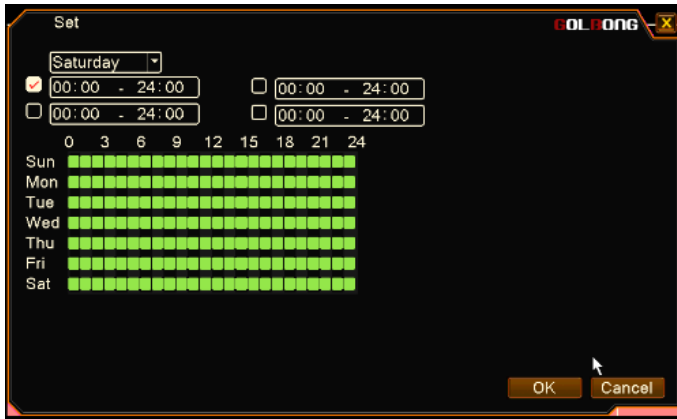 Set
GOLBONG
X
Saturday
00:00 - 24:00
00:00 - 24:00
00:00 - 24:00
00:00 - 24:00
0 3 6 9 12 15 18 21 24
Sun
Mon
Tue
Wed
Thu
Fri
Sat
OK
Cancel